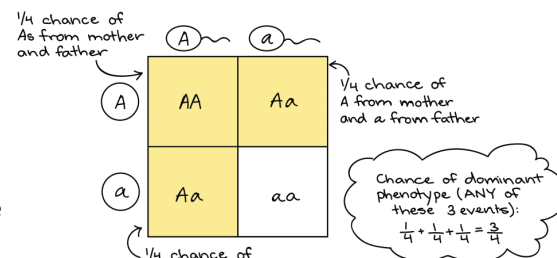 1/4 chance of
As from mother
and father
A
a
A
AA
Aa
1/4 chance of
A from mother
and a from father
a
Aa
aa
Chance of dominant
phenotype (ANY of
these 3 events):
1/4 + 1/4 + 1/4 = 3/4
1/4 chance of